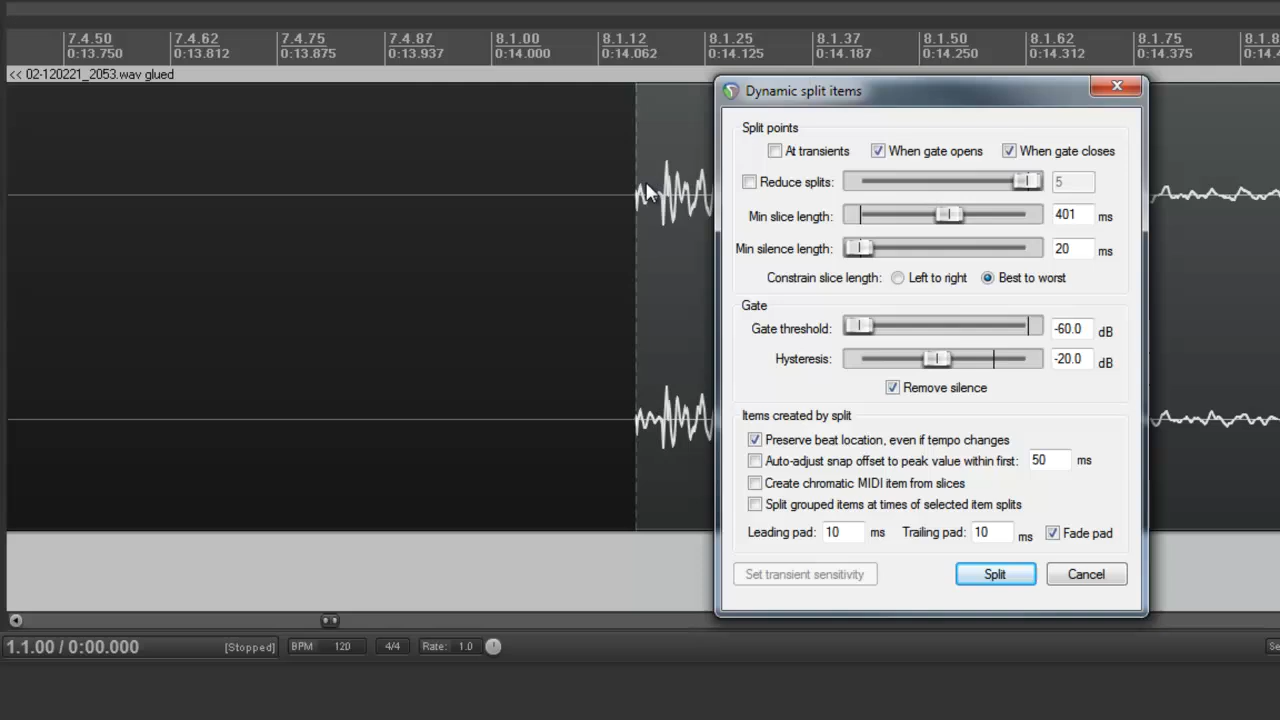 7.4.50 7.4.62 7.4.75 7.4.87 8.1.00 8.1.12 8.1.25 8.1.37 8.1.50 8.1.62 8.1.75
0:13.750 0:13.812 0:13.875 0:13.937 0:14.000 0:14.062 0:14.125 0:14.187 0:14.250 0:14.312 0:14.375
<< 02-120221_2053.wav glued
Dynamic split items
Split points
At transients When gate opens When gate closes
Reduce splits: 5
Min slice length: 401 ms
Min silence length: 20 ms
Constrain slice length: Left to right Best to worst
Gate
Gate threshold: -60.0 dB
Hysteresis: -20.0 dB
Remove silence
Items created by split
Preserve beat location, even if tempo changes
Auto-adjust snap offset to peak value within first: 50 ms
Create chromatic MIDI item from slices
Split grouped items at times of selected item splits
Leading pad: 10 ms Trailing pad: 10 ms Fade pad
Set transient sensitivity Split Cancel
1.1.00 / 0:00.000 [Stopped] BPM 120 4/4 Rate: 1.0